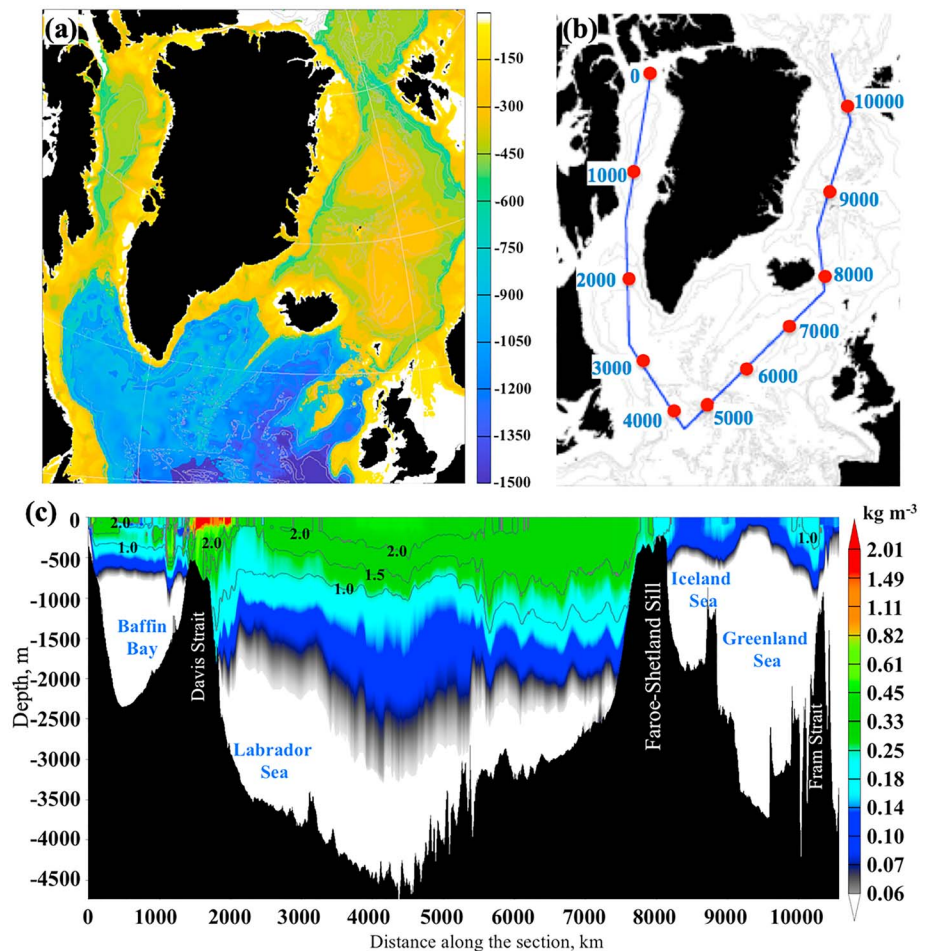 (a)
-150
-300
-450
-600
-750
-900
-1050
-1200
-1350
-1500
(b)
0
10000
1000
9000
2000
8000
7000
3000
6000
4000
5000
(c)
kg m-3
0
-500
-1000
-1500
-2000
-2500
-3000
-3500
-4000
-4500
Depth, m
2.0
1.0
2.0
2.0
2.0
1.5
1.0
1.0
Baffin
Bay
Davis Strait
Labrador
Sea
Faroe-Shetland Sill
Iceland
Sea
Greenland
Sea
Fram Strait
2.01
1.49
1.11
0.82
0.61
0.45
0.33
0.25
0.18
0.14
0.10
0.07
0.06
0 1000 2000 3000 4000 5000 6000 7000 8000 9000 10000
Distance along the section, km